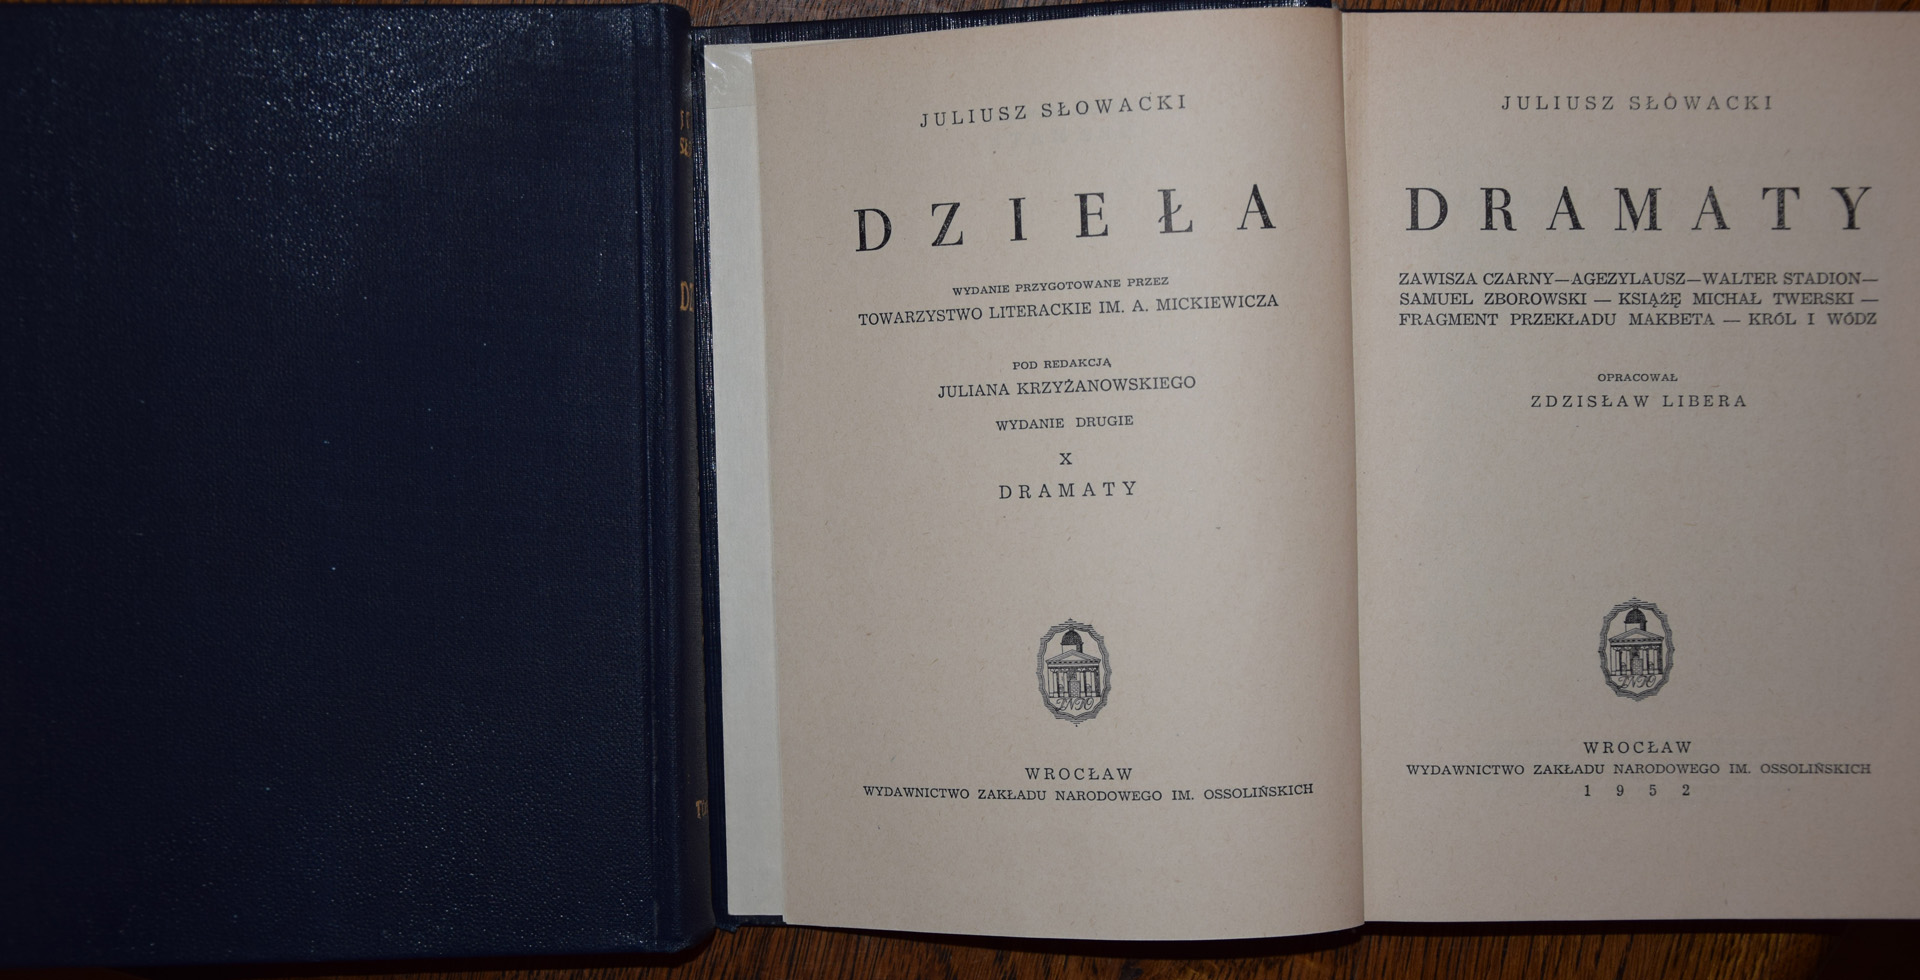 JULIUSZ SŁOWACKI
DZIEŁA
WYDANIE PRZYGOTOWANE PRZEZ
TOWARZYSTWO LITERACKIE IM. A. MICKIEWICZA
POD REDAKCJĄ
JULIANA KRZYŻANOWSKIEGO
WYDANIE DRUGIE
X
DRAMATY
WROCŁAW
WYDAWNICTWO ZAKŁADU NARODOWEGO IM. OSSOLIŃSKICH
JULIUSZ SŁOWACKI
DRAMATY
ZAWISZA CZARNY—AGEZYLAUSZ—WALTER STADION—
SAMUEL ZBOROWSKI — KSIĄŻĘ MICHAŁ TWERSKI —
FRAGMENT PRZEKŁADU MAKBETA — KRÓL I WÓDZ
OPRACOWAŁ
ZDZISŁAW LIBERA
WROCŁAW
WYDAWNICTWO ZAKŁADU NARODOWEGO IM. OSSOLIŃSKICH
1952